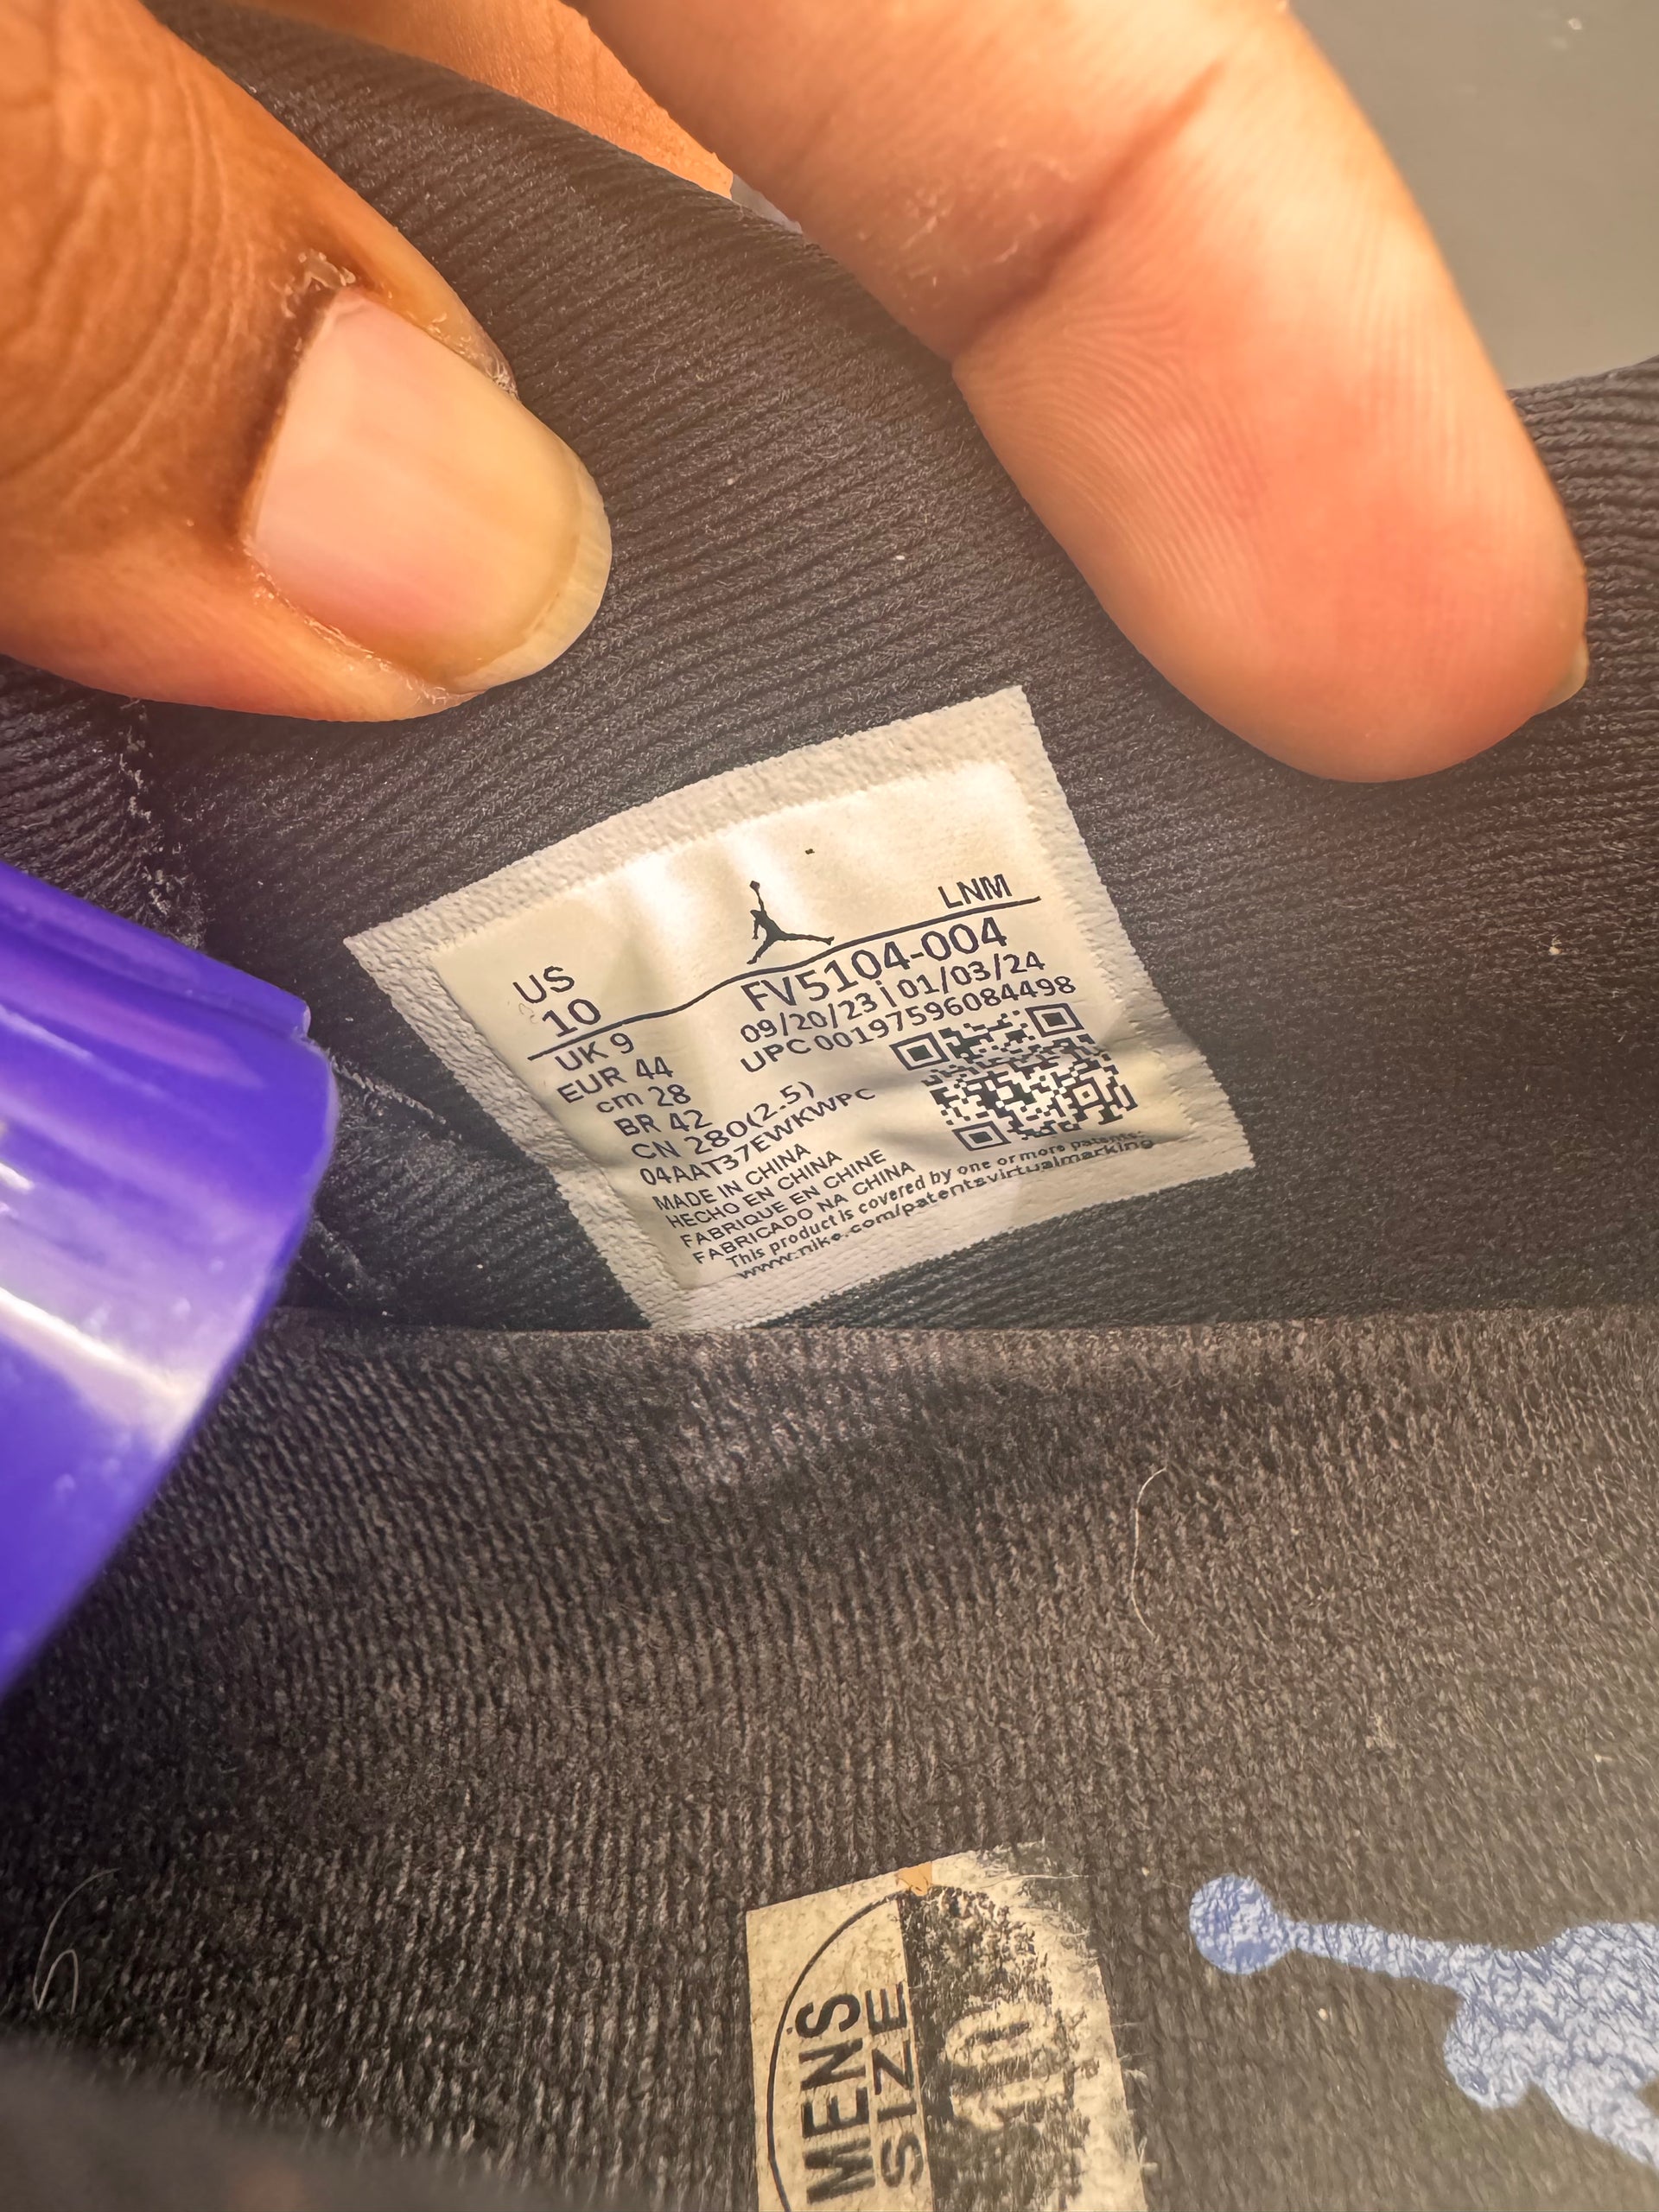 LNM
US
10
FV5104-004
09/20/23 | 01/03/24
UPC 00197596084498
UK 9
EUR 44
cm 28
BR 42
CN 280(2.5)
04AAT37EWKWPC
MADE IN CHINA
HECHO EN CHINA
FABRIQUE EN CHINE
FABRICADO NA CHINA
This product is covered by one or more patents:
www.nike.com/patentsvirtualmarking
MENS
SIZE
10